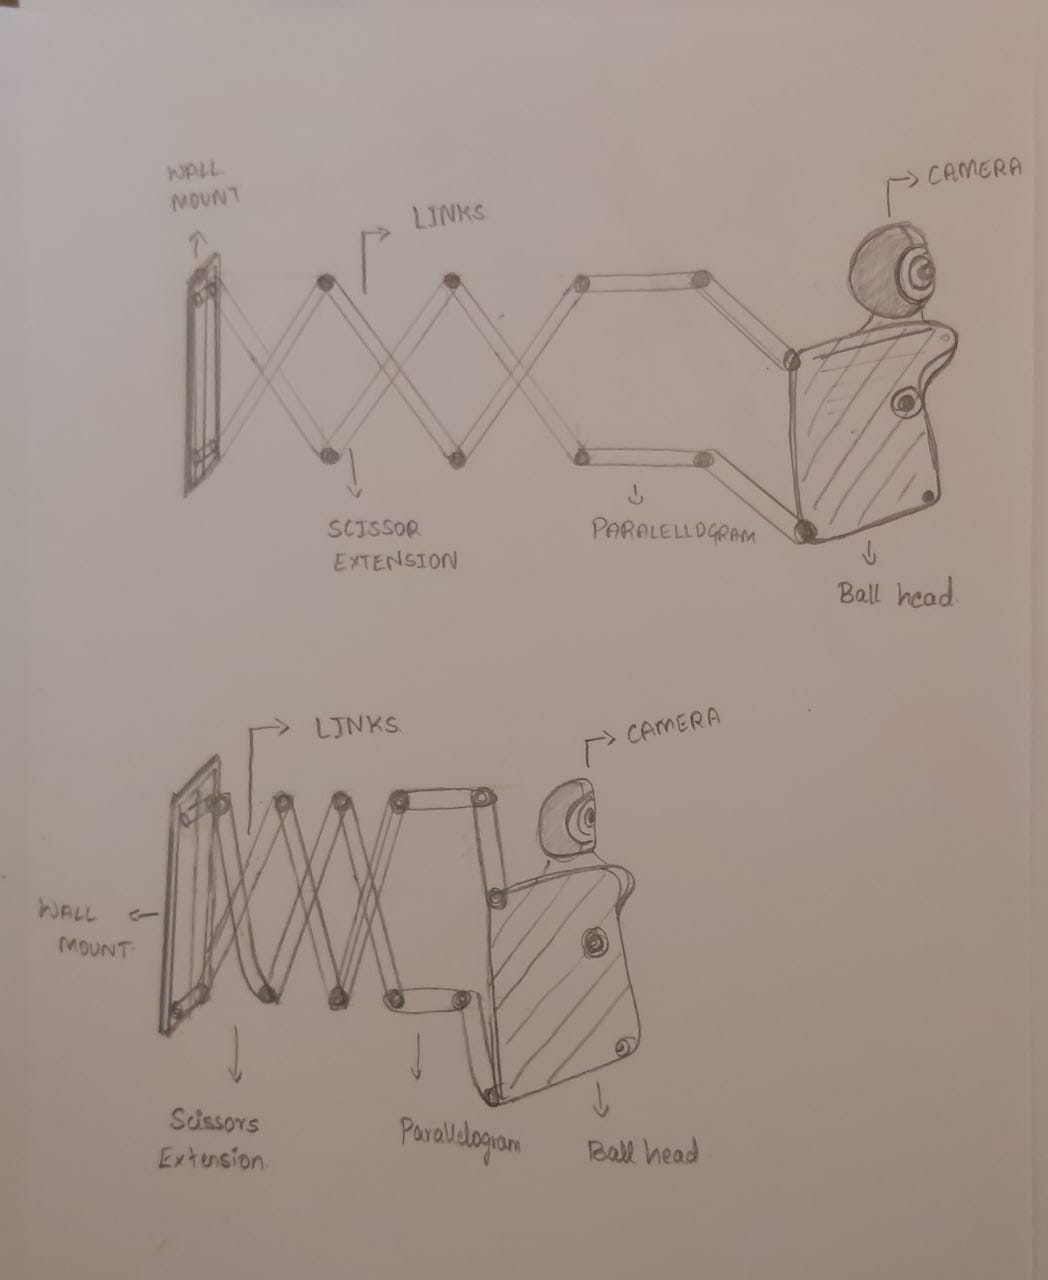 WALL
MOUNT
LINKS
CAMERA
SCISSOR
EXTENSION
PARALELLOGRAM
Ball head.
LINKS
CAMERA
WALL
MOUNT
Scissors
Extension
Parallelogram
Ball head